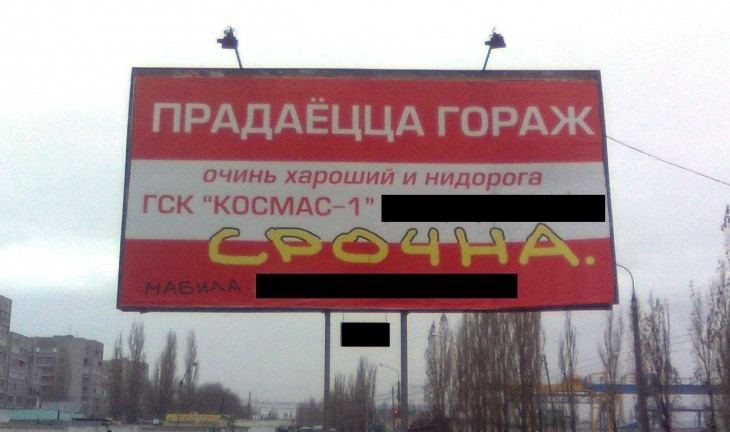 ПРАДАЁЦЦА ГОРАЖ
очинь хароший и нидорога
ГСК "КОСМАС-1"
СРОЧНА.
МАБИЛА-